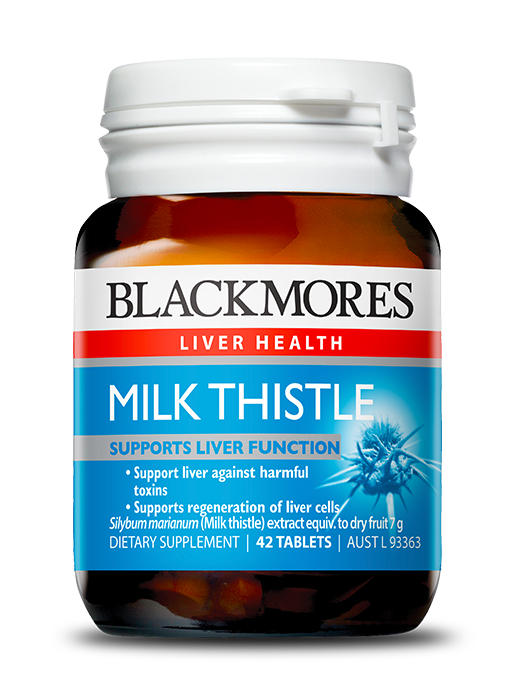 BLACKMORES
LIVER HEALTH
MILK THISTLE
SUPPORTS LIVER FUNCTION
• Support liver against harmful
toxins
• Supports regeneration of liver cells
Silybum marianum (Milk thistle) extract equiv. to dry fruit 7 g
DIETARY SUPPLEMENT | 42 TABLETS | AUST L 93363